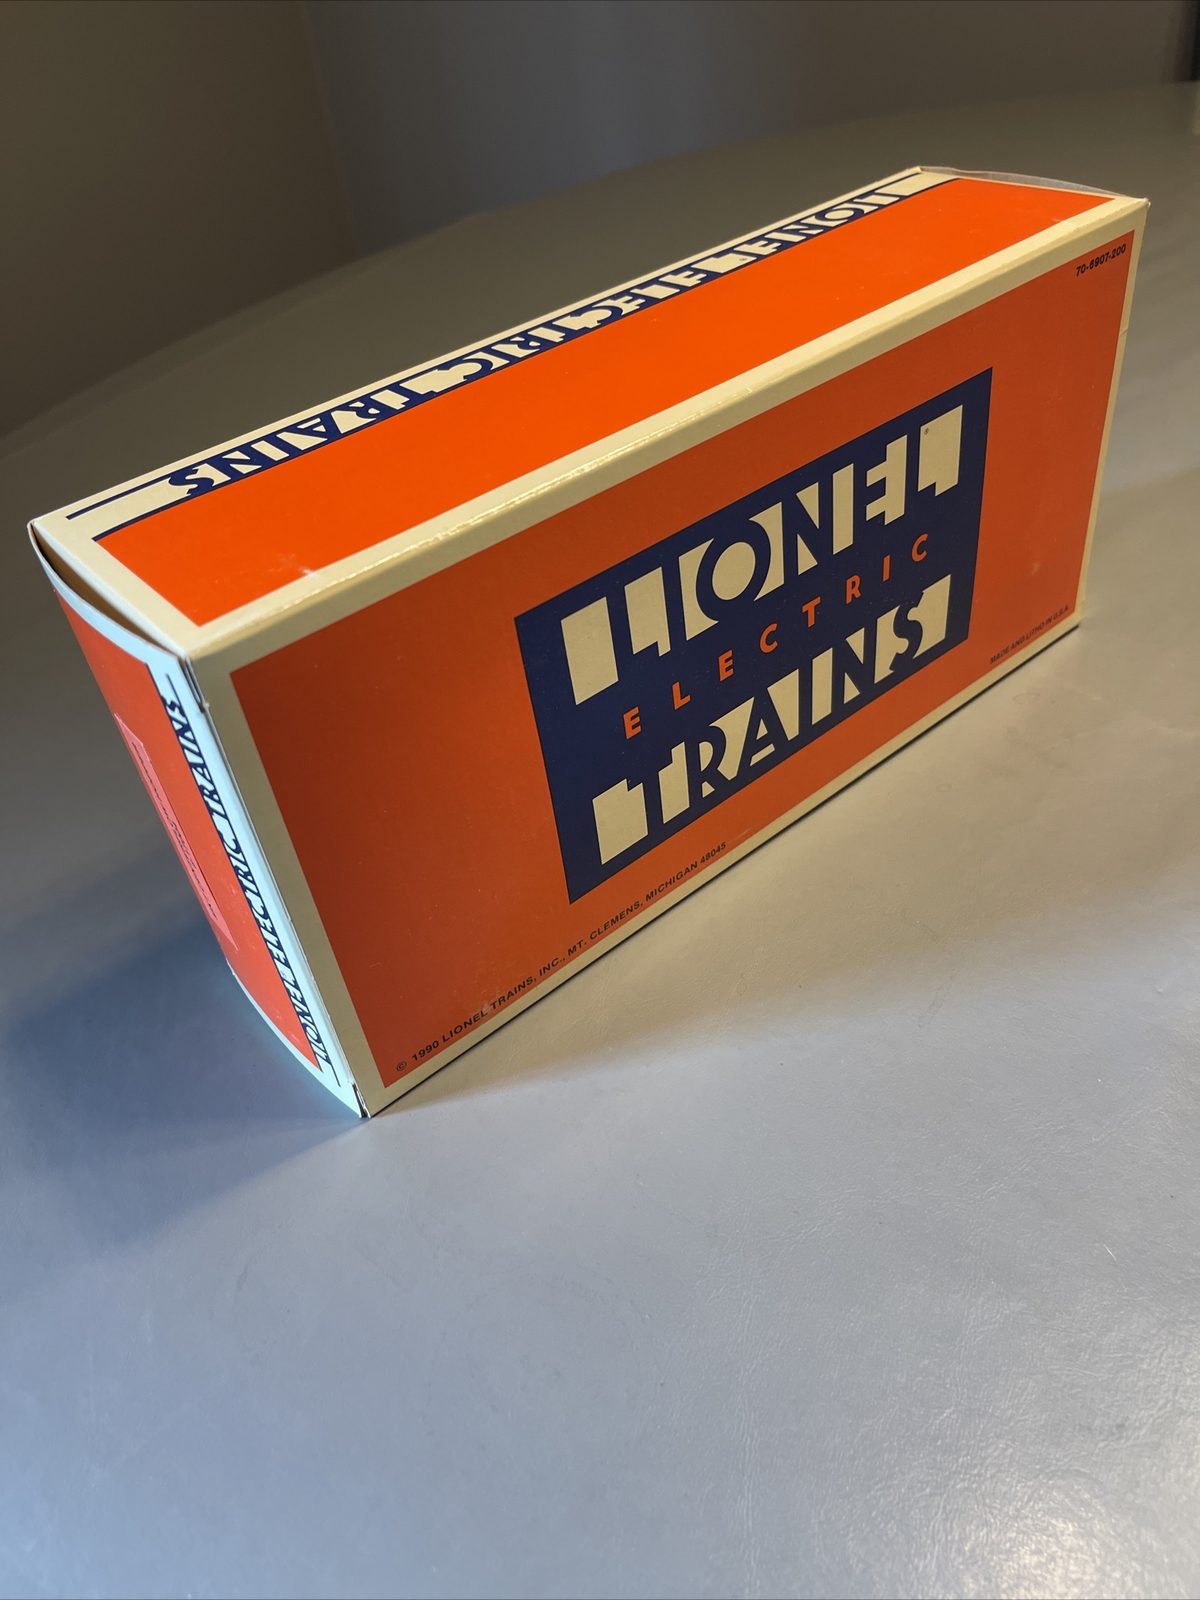 LIONEL ELECTRIC TRAINS
70-6907-200
LIONEL®
ELECTRIC
TRAINS
MADE AND LITHO IN U.S.A.
© 1990 LIONEL TRAINS, INC., MT. CLEMENS, MICHIGAN 48045
LIONEL ELECTRIC TRAINS